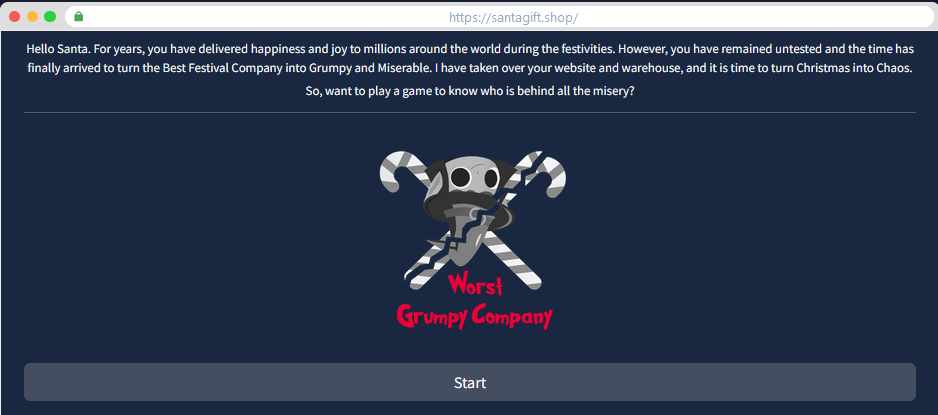 https://santagift.shop/
Hello Santa. For years, you have delivered happiness and joy to millions around the world during the festivities. However, you have remained untested and the time has
finally arrived to turn the Best Festival Company into Grumpy and Miserable. I have taken over your website and warehouse, and it is time to turn Christmas into Chaos.
So, want to play a game to know who is behind all the misery?
Worst
Grumpy Company
Start